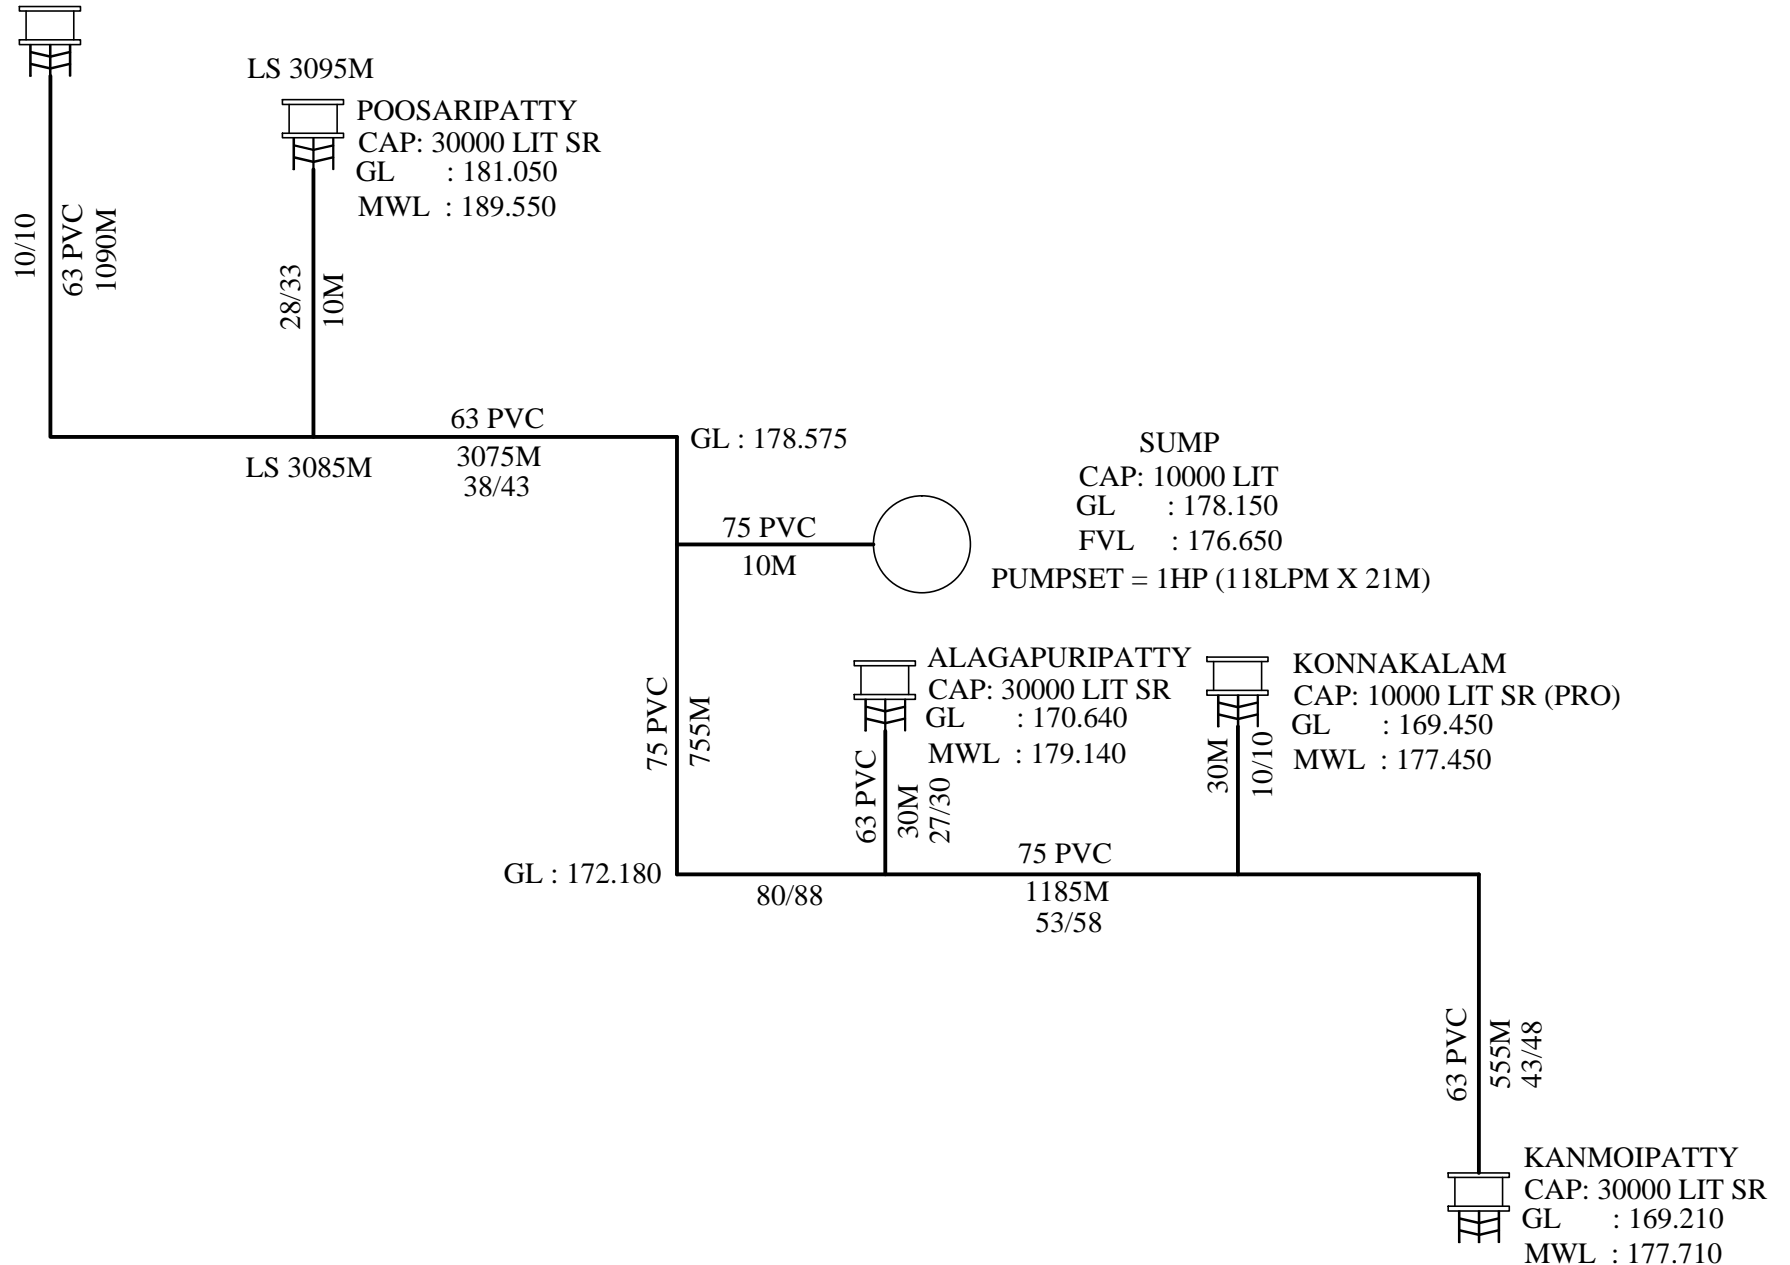 LS 3095M
POOSARIPATTY
CAP: 30000 LIT SR
GL : 181.050
MWL : 189.550
10/10
63 PVC
1090M
28/33
10M
63 PVC
3075M
38/43
LS 3085M
GL : 178.575
SUMP
CAP: 10000 LIT
GL : 178.150
FVL : 176.650
PUMPSET = 1HP (118LPM X 21M)
75 PVC
10M
75 PVC
755M
ALAGAPURIPATTY
CAP: 30000 LIT SR
GL : 170.640
MWL : 179.140
63 PVC
30M
27/30
KONNAKALAM
CAP: 10000 LIT SR (PRO)
GL : 169.450
MWL : 177.450
30M
10/10
GL : 172.180
80/88
75 PVC
1185M
53/58
63 PVC
555M
43/48
KANMOIPATTY
CAP: 30000 LIT SR
GL : 169.210
MWL : 177.710